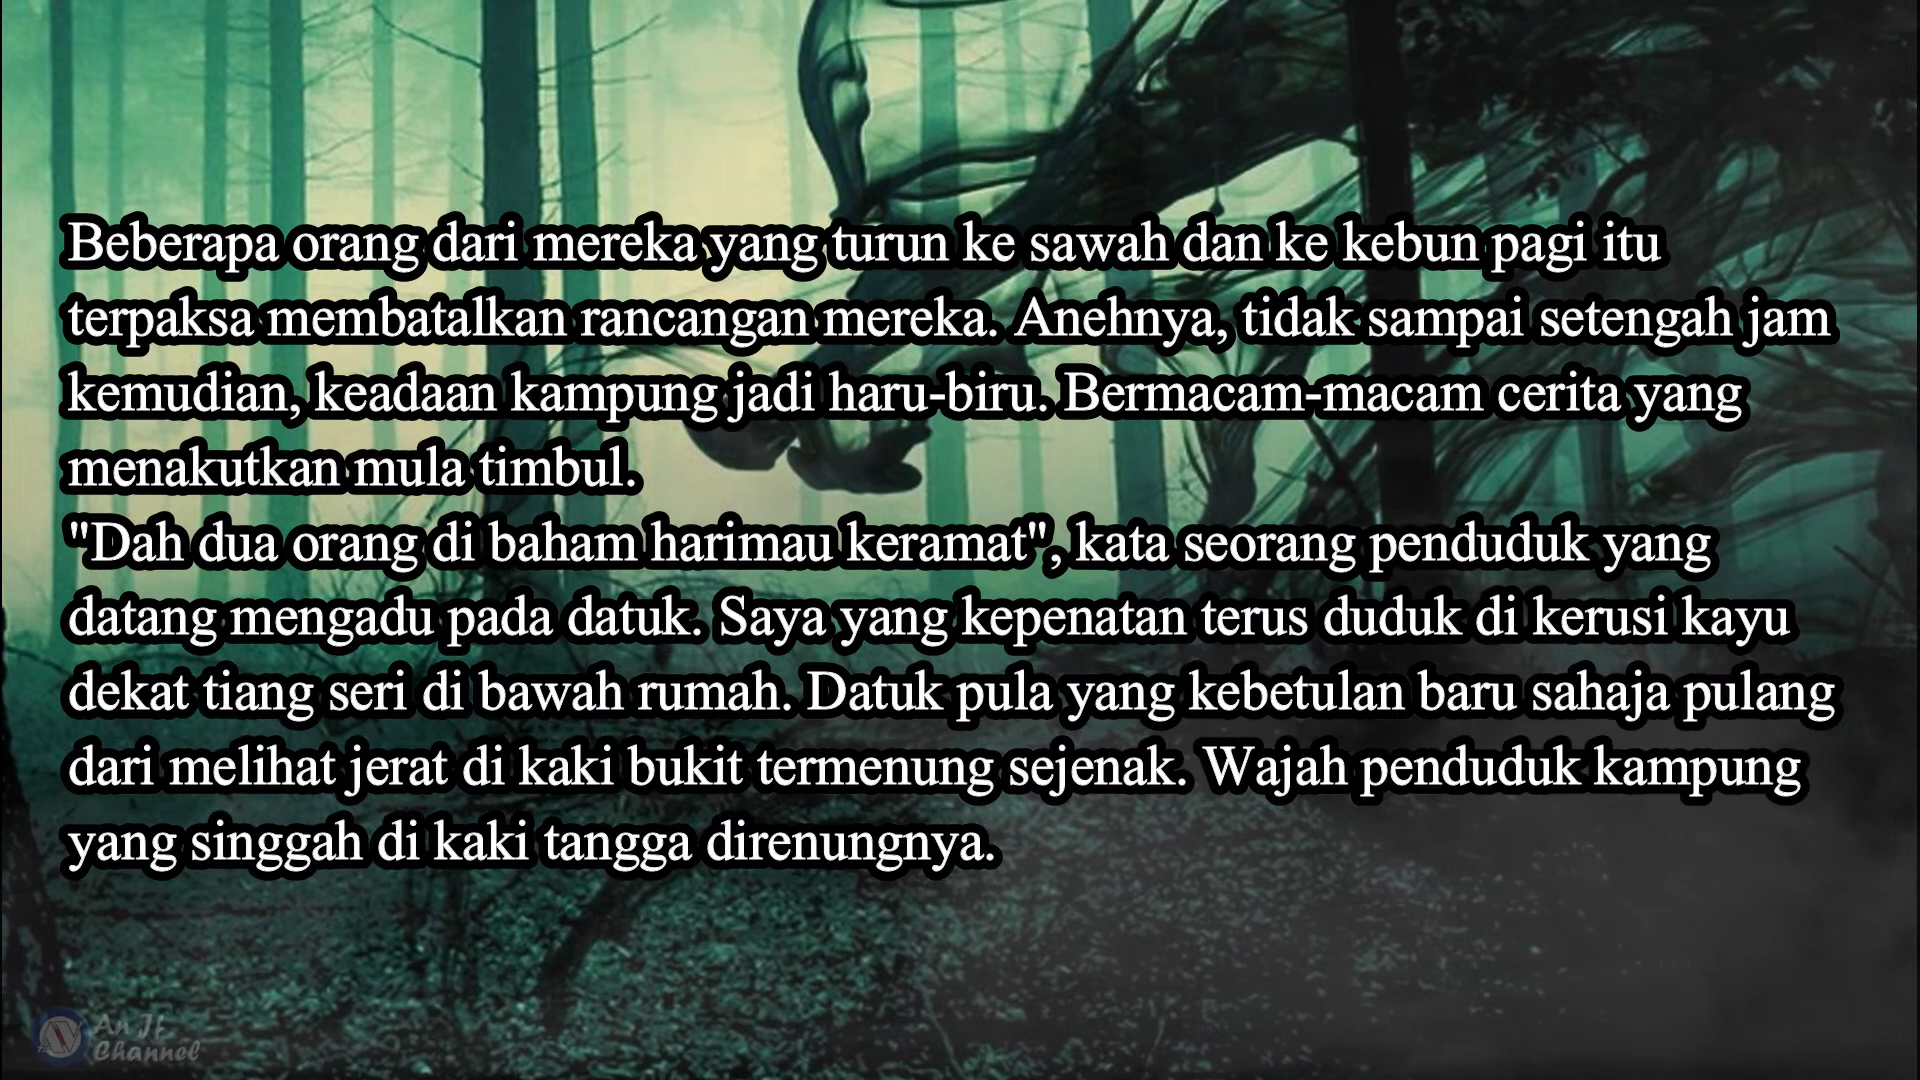 Beberapa orang dari mereka yang turun ke sawah dan ke kebun pagi itu
terpaksa membatalkan rancangan mereka. Anehnya, tidak sampai setengah jam
kemudian, keadaan kampung jadi haru-biru. Bermacam-macam cerita yang
menakutkan mula timbul.
"Dah dua orang di baham harimau keramat", kata seorang penduduk yang
datang mengadu pada datuk. Saya yang kepenatan terus duduk di kerusi kayu
dekat tiang seri di bawah rumah. Datuk pula yang kebetulan baru sahaja pulang
dari melihat jerat di kaki bukit termenung sejenak. Wajah penduduk kampung
yang singgah di kaki tangga direnungnya.
An Jf
Channel